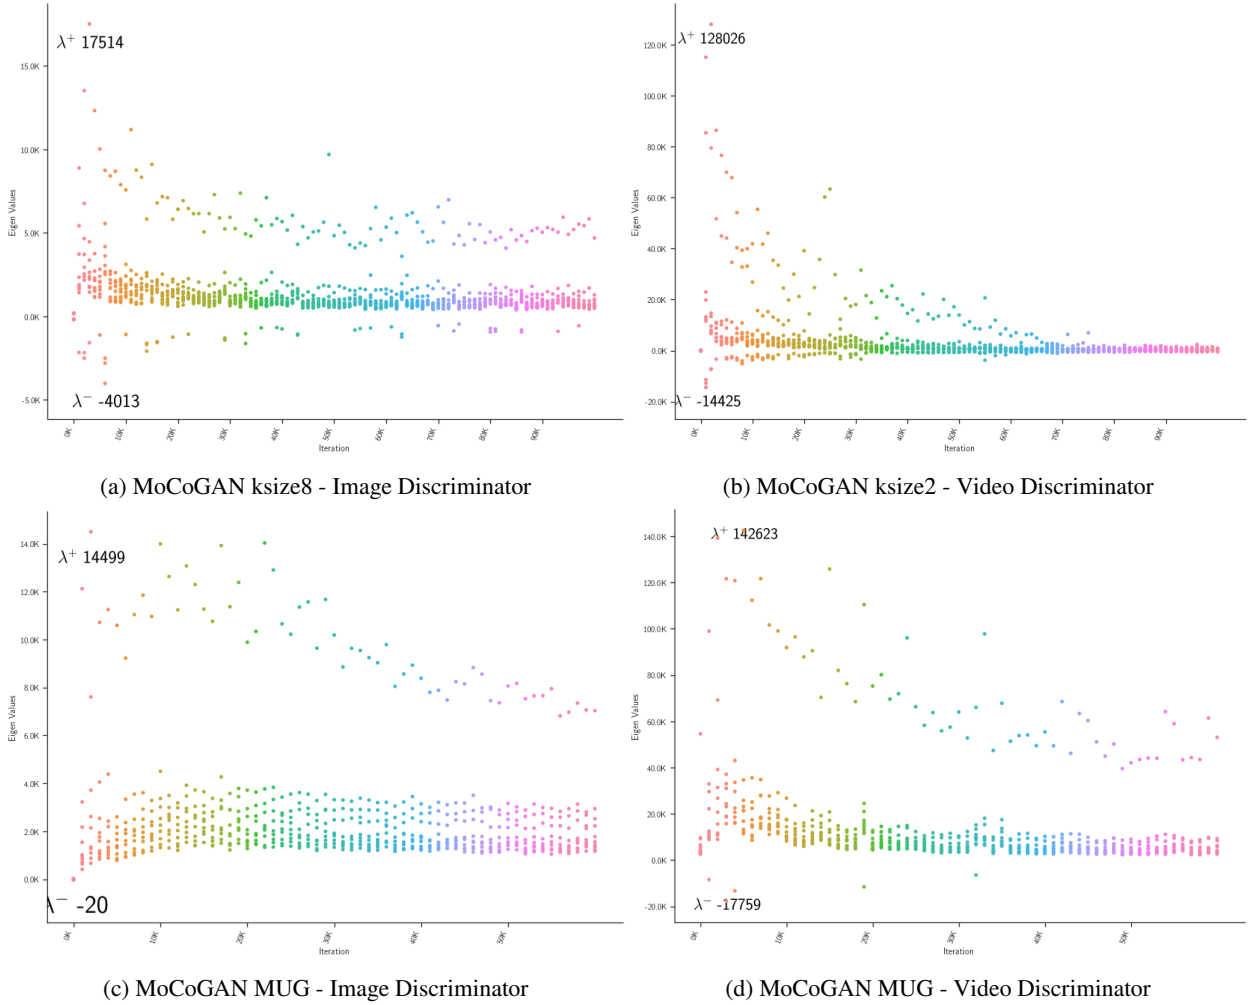 λ+ 17514
15.0K
10.0K
5.0K
0.0K
-5.0K
Eigen Values
λ− -4013
0K 10K 20K 30K 40K 50K 60K 70K 80K 90K
Iteration
(a) MoCoGAN ksize8 - Image Discriminator
λ+ 128026
120.0K
100.0K
80.0K
60.0K
40.0K
20.0K
0.0K
-20.0K
Eigen Values
λ− -14425
0K 10K 20K 30K 40K 50K 60K 70K 80K 90K
Iteration
(b) MoCoGAN ksize2 - Video Discriminator
14.0K
λ+ 14499
12.0K
10.0K
8.0K
6.0K
4.0K
2.0K
0.0K
Eigen Values
λ− -20
0K 10K 20K 30K 40K 50K
Iteration
(c) MoCoGAN MUG - Image Discriminator
λ+ 142623
140.0K
120.0K
100.0K
80.0K
60.0K
40.0K
20.0K
0.0K
-20.0K
Eigen Values
λ− -17759
0K 10K 20K 30K 40K 50K
Iteration
(d) MoCoGAN MUG - Video Discriminator